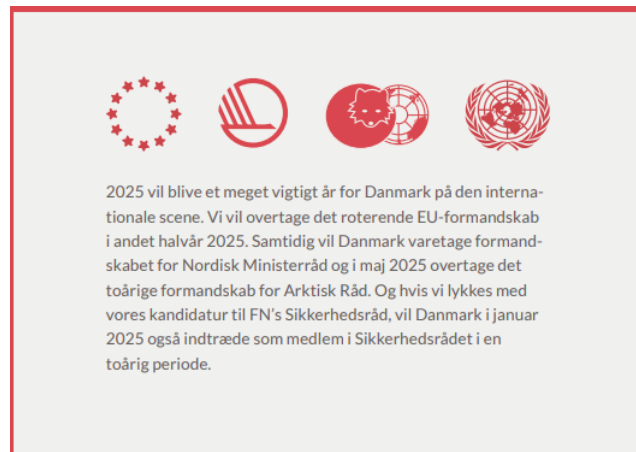 2025 vil blive et meget vigtigt år for Danmark på den interna-
tionale scene. Vi vil overtage det roterende EU-formandskab
i andet halvår 2025. Samtidig vil Danmark varetage formand-
skabet for Nordisk Ministerråd og i maj 2025 overtage det
toårige formandskab for Arktisk Råd. Og hvis vi lykkes med
vores kandidatur til FN’s Sikkerhedsråd, vil Danmark i januar
2025 også indtræde som medlem i Sikkerhedsrådet i en
toårig periode.